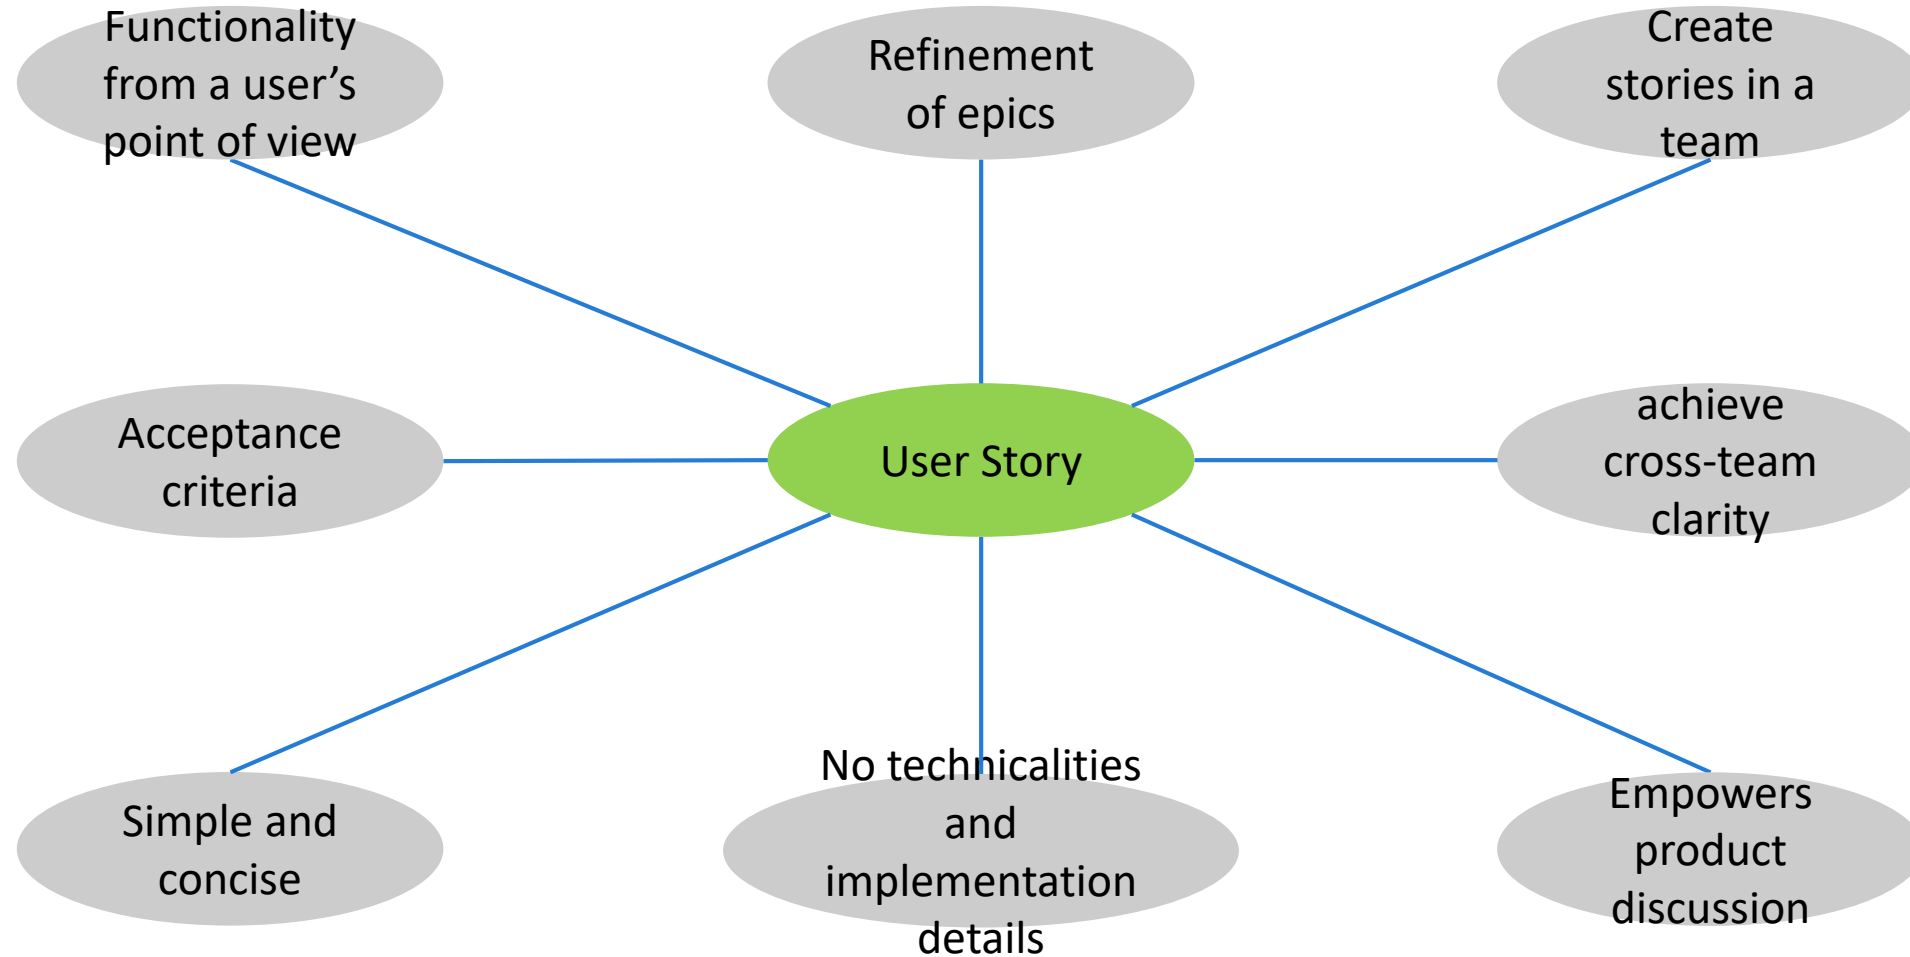 Functionality
from a user’s
point of view
Refinement
of epics
Create
stories in a
team
Acceptance
criteria
User Story
achieve
cross-team
clarity
Simple and
concise
No technicalities
and
implementation
details
Empowers
product
discussion